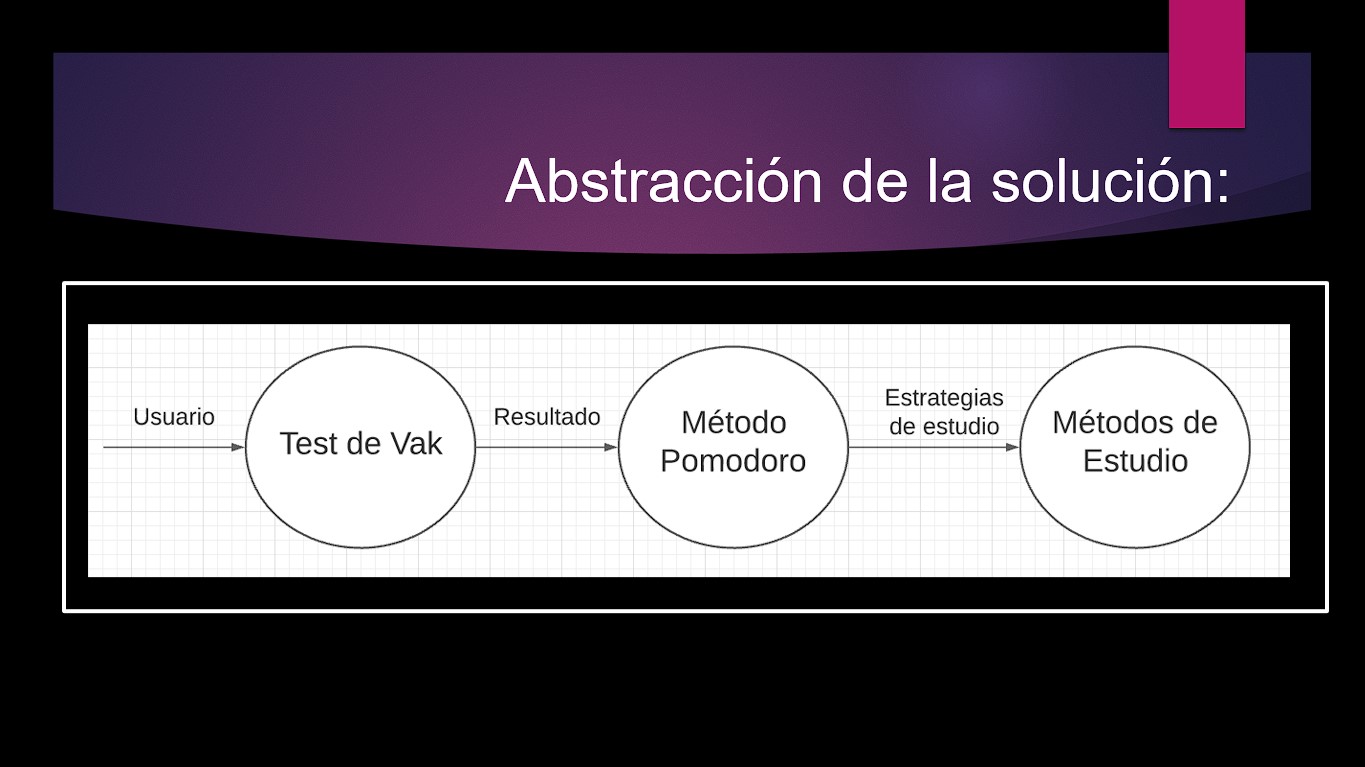 Abstracción de la solución:
Usuario
Test de Vak
Resultado
Método
Pomodoro
Estrategias
de estudio
Métodos de
Estudio